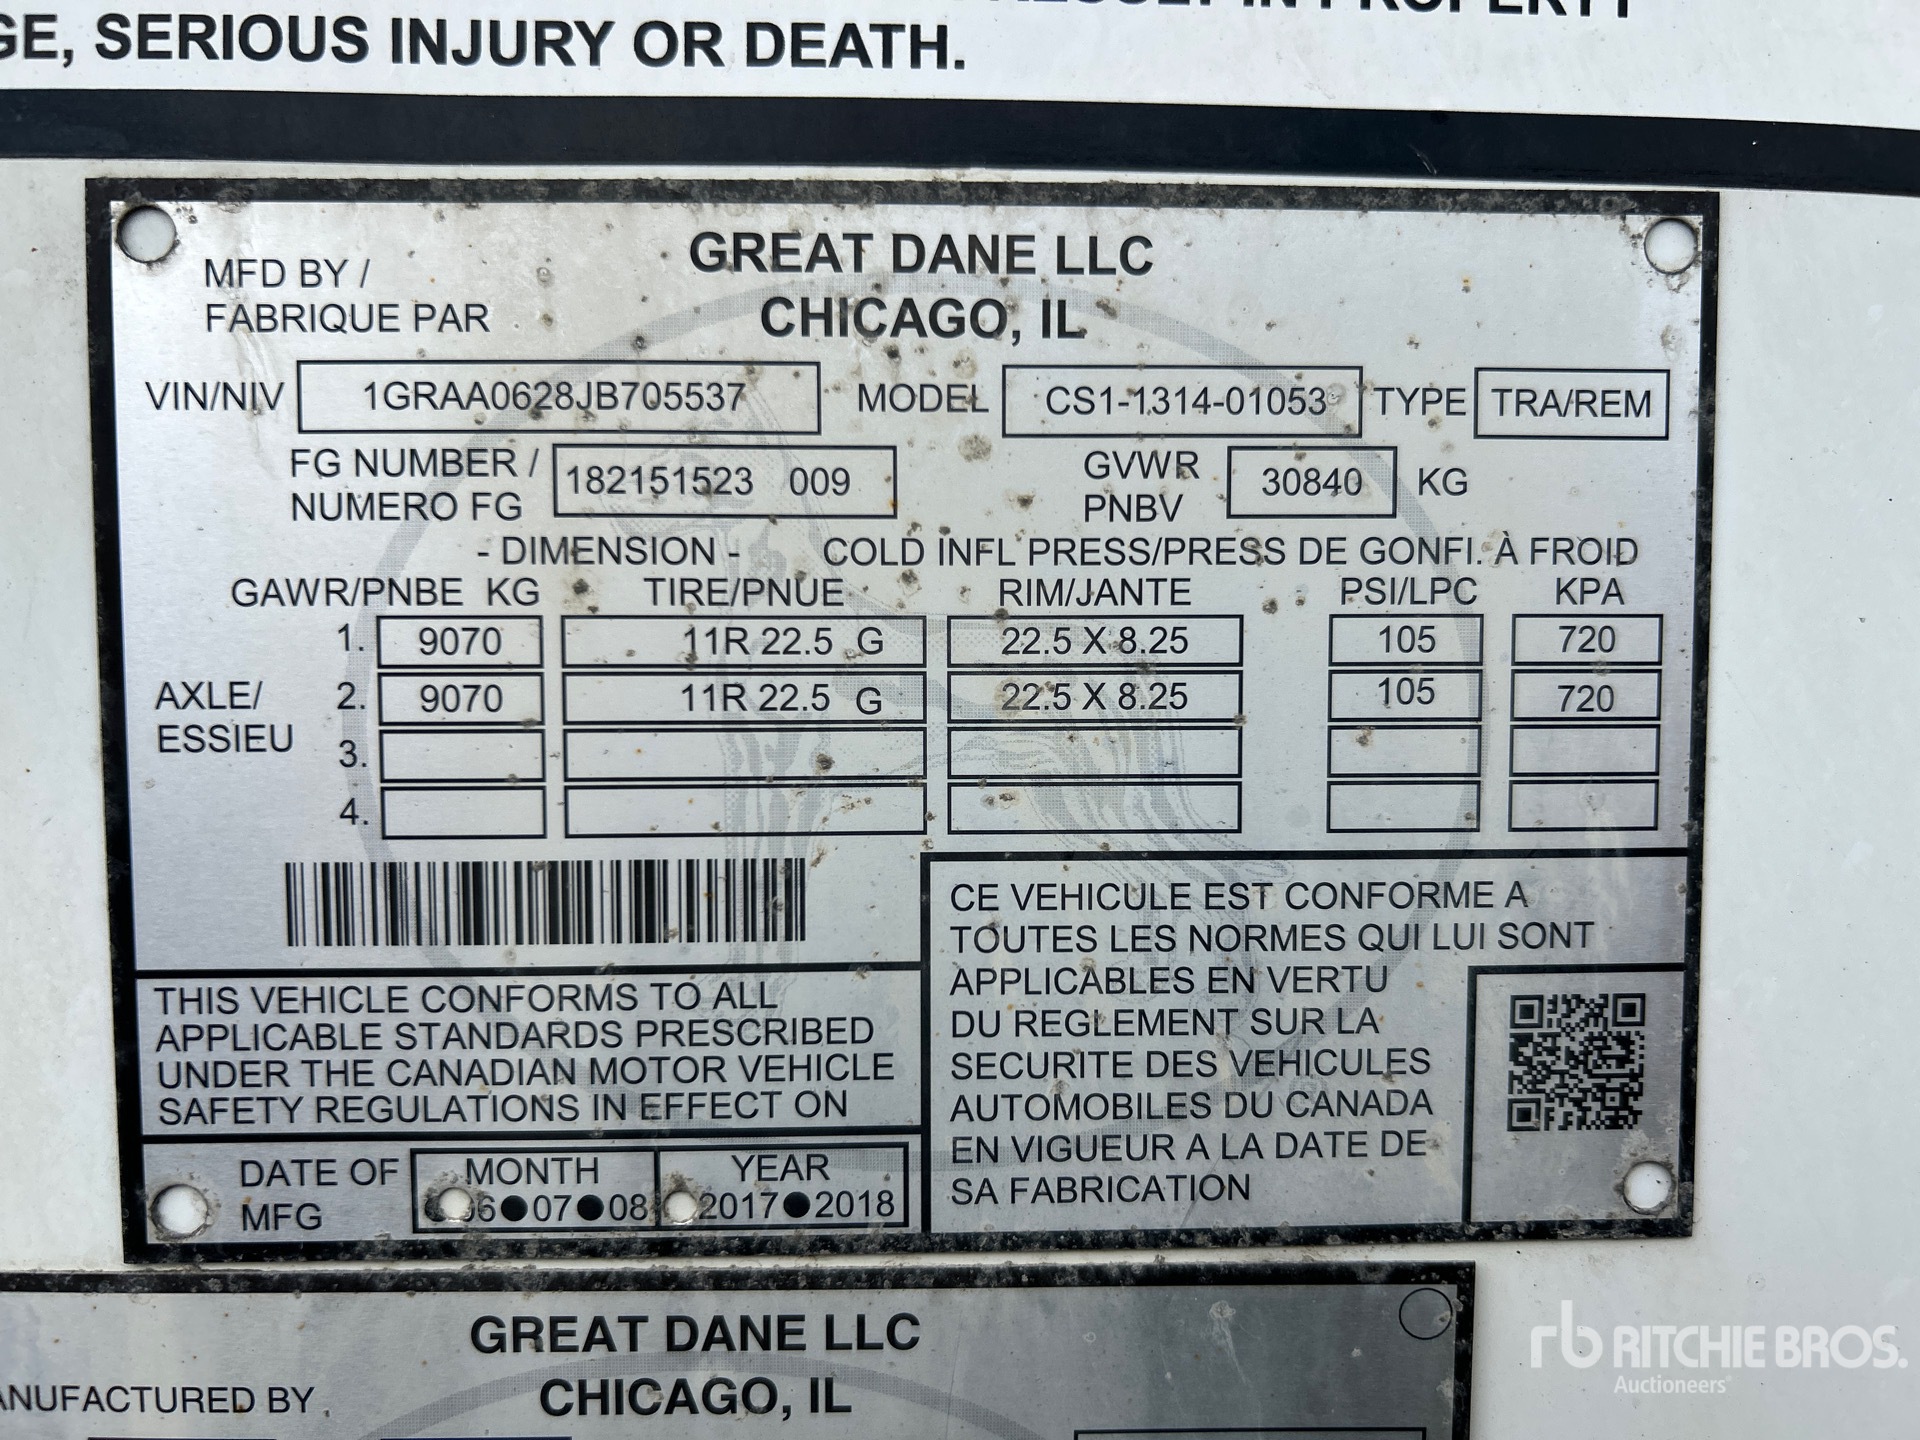 GE, SERIOUS INJURY OR DEATH.
GREAT DANE LLC
CHICAGO, IL
MFD BY /
FABRIQUE PAR
VIN/NIV 1GRAA0628JB705537 MODEL CS1-1314-01053 TYPE TRA/REM
FG NUMBER /
NUMERO FG
182151523 009
GVWR
PNBV
30840 KG
- DIMENSION - COLD INFL PRESS/PRESS DE GONFI. À FROID
GAWR/PNBE KG TIRE/PNUE RIM/JANTE PSI/LPC KPA
1. 9070 11R 22.5 G 22.5 X 8.25 105 720
AXLE/
ESSIEU
2. 9070 11R 22.5 G 22.5 X 8.25 105 720
3.
4.
THIS VEHICLE CONFORMS TO ALL
APPLICABLE STANDARDS PRESCRIBED
UNDER THE CANADIAN MOTOR VEHICLE
SAFETY REGULATIONS IN EFFECT ON
DATE OF
MFG
MONTH
06●07●08
YEAR
2017●2018
CE VEHICULE EST CONFORME A
TOUTES LES NORMES QUI LUI SONT
APPLICABLES EN VERTU
DU REGLEMENT SUR LA
SECURITE DES VEHICULES
AUTOMOBILES DU CANADA
EN VIGUEUR A LA DATE DE
SA FABRICATION
GREAT DANE LLC
CHICAGO, IL
ANUFACTURED BY
rb RITCHIE BROS.
Auctioneers